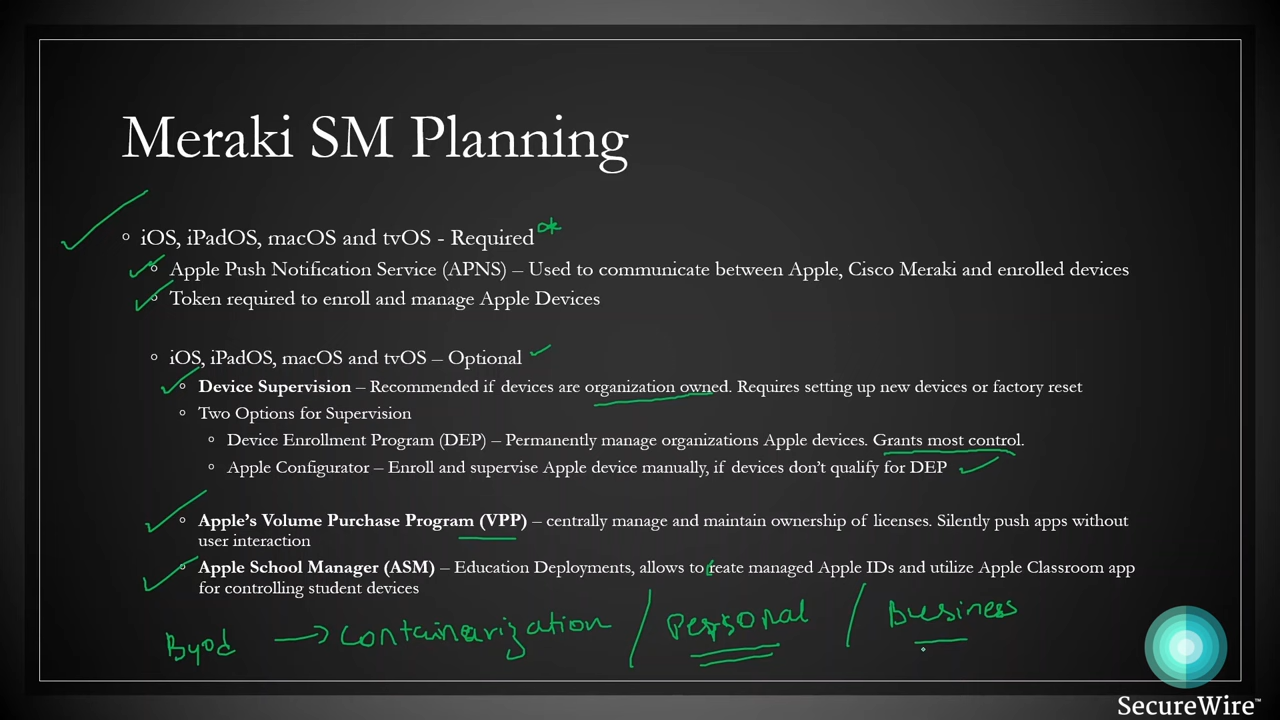 Meraki SM Planning
iOS, iPadOS, macOS and tvOS - Required
Apple Push Notification Service (APNS) – Used to communicate between Apple, Cisco Meraki and enrolled devices
Token required to enroll and manage Apple Devices
iOS, iPadOS, macOS and tvOS – Optional
Device Supervision – Recommended if devices are organization owned. Requires setting up new devices or factory reset
Two Options for Supervision
Device Enrollment Program (DEP) – Permanently manage organizations Apple devices. Grants most control.
Apple Configurator – Enroll and supervise Apple device manually, if devices don't qualify for DEP
Apple's Volume Purchase Program (VPP) – centrally manage and maintain ownership of licenses. Silently push apps without
user interaction
Apple School Manager (ASM) – Education Deployments, allows to create managed Apple IDs and utilize Apple Classroom app
for controlling student devices
Byod → Containearization / Personal / Business
SecureWire™